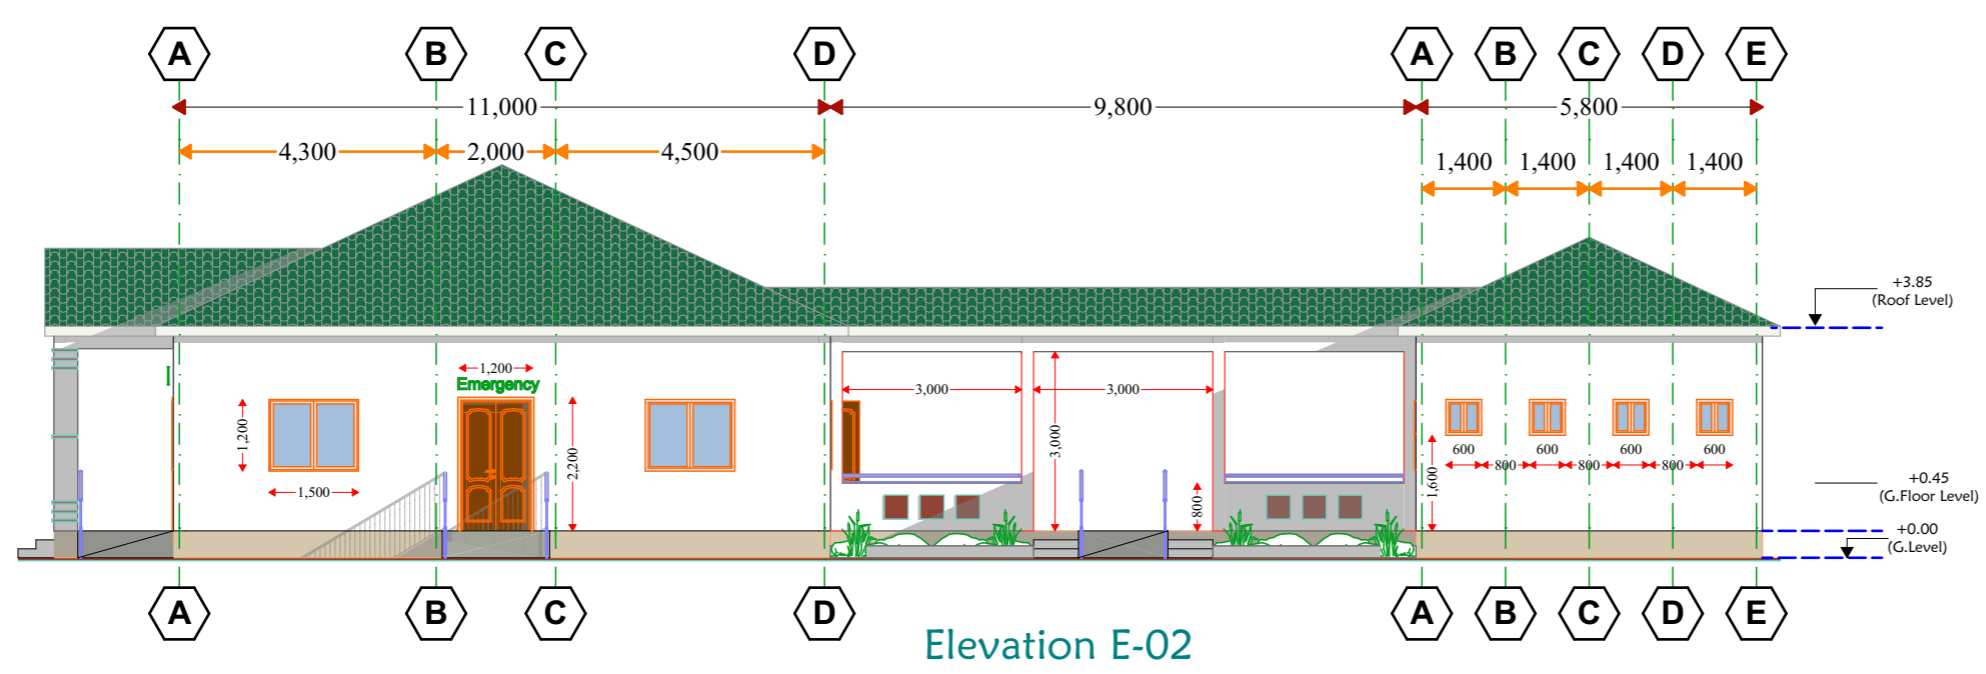 A B C D A B C D E
11,000 9,800 5,800
4,300 2,000 4,500
1,400 1,400 1,400 1,400
+3.85
(Roof Level)
1,200
Emergency
3,000 3,000
1,200
2,200
3,000
600 600 600 600
800 800 800
1,500
1,600
800
+0.45
(G.Floor Level)
+0.00
(G.Level)
A B C D A B C D E
Elevation E-02